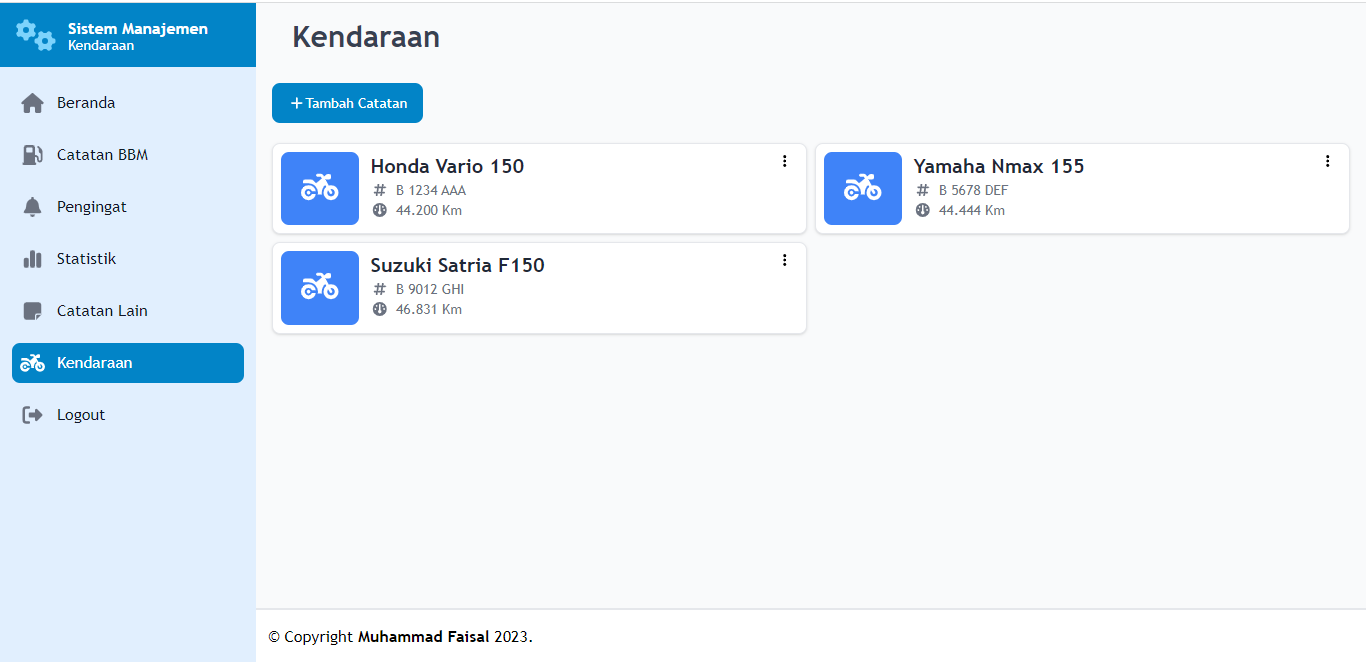 Sistem Manajemen
Kendaraan
Beranda
Catatan BBM
Pengingat
Statistik
Catatan Lain
Kendaraan
Logout
Kendaraan
+ Tambah Catatan
Honda Vario 150
# B 1234 AAA
44.200 Km
Yamaha Nmax 155
# B 5678 DEF
44.444 Km
Suzuki Satria F150
# B 9012 GHI
46.831 Km
© Copyright Muhammad Faisal 2023.